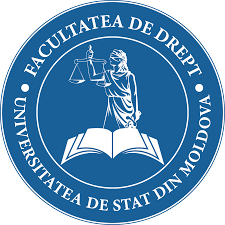 FACULTATEA DE DREPT
UNIVERSITATEA DE STAT DIN MOLDOVA